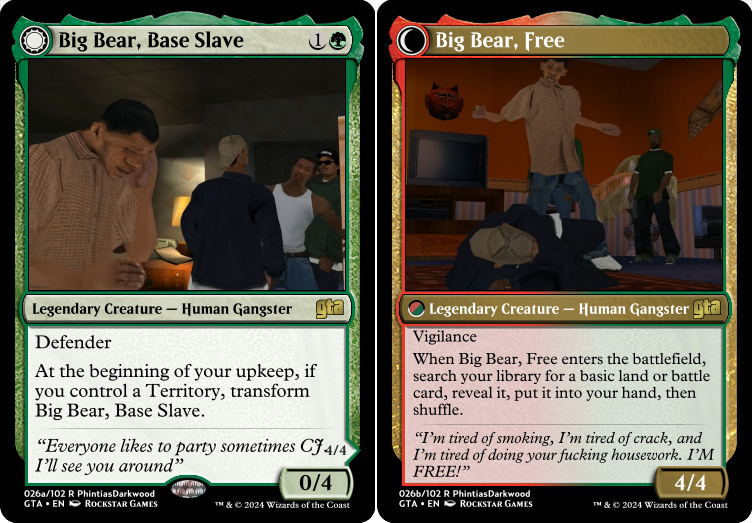 Big Bear, Base Slave
1
gta
Legendary Creature — Human Gangster
Defender
At the beginning of your upkeep, if
you control a Territory, transform
Big Bear, Base Slave.
“Everyone likes to party sometimes CJ,
I'll see you around”
4/4
0/4
026a/102 R PhintiasDarkwood
GTA • EN Rockstar Games
™ & © 2024 Wizards of the Coast
Big Bear, Free
Legendary Creature — Human Gangster
gta
Vigilance
When Big Bear, Free enters the battlefield,
search your library for a basic land or battle
card, reveal it, put it into your hand, then
shuffle.
“I'm tired of smoking, I'm tired of crack, and
I'm tired of doing your fucking housework. I'M
FREE!”
4/4
026b/102 R PhintiasDarkwood
GTA • EN Rockstar Games
™ & © 2024 Wizards of the Coast